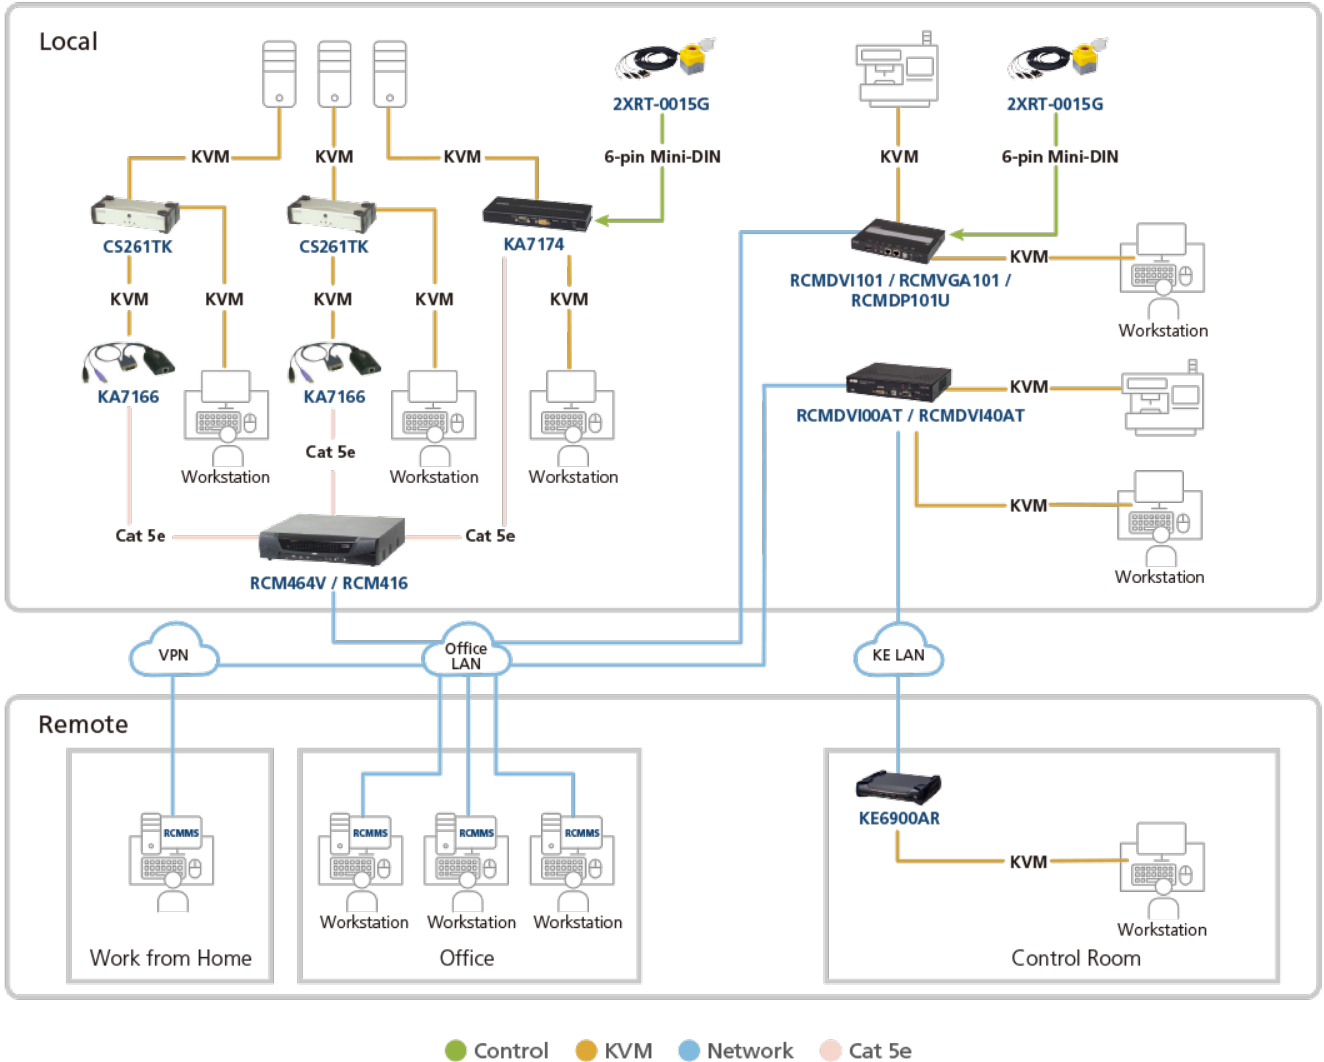 Local
2XRT-0015G
2XRT-0015G
KVM
KVM
KVM
6-pin Mini-DIN
KVM
6-pin Mini-DIN
CS261TK
CS261TK
KA7174
KVM
RCMDVI101 / RCMVGA101 /
RCMDP101U
KVM
KVM
KVM
KVM
KVM
Workstation
KA7166
KA7166
KVM
RCMDVI00AT / RCMDVI40AT
Cat 5e
Workstation
Workstation
Workstation
KVM
Cat 5e
Cat 5e
RCM464V / RCM416
Workstation
VPN
Office
LAN
KE LAN
Remote
RCMMS
RCMMS
RCMMS
RCMMS
KE6900AR
KVM
Workstation
Workstation
Workstation
Workstation
Work from Home
Office
Control Room
Control
KVM
Network
Cat 5e